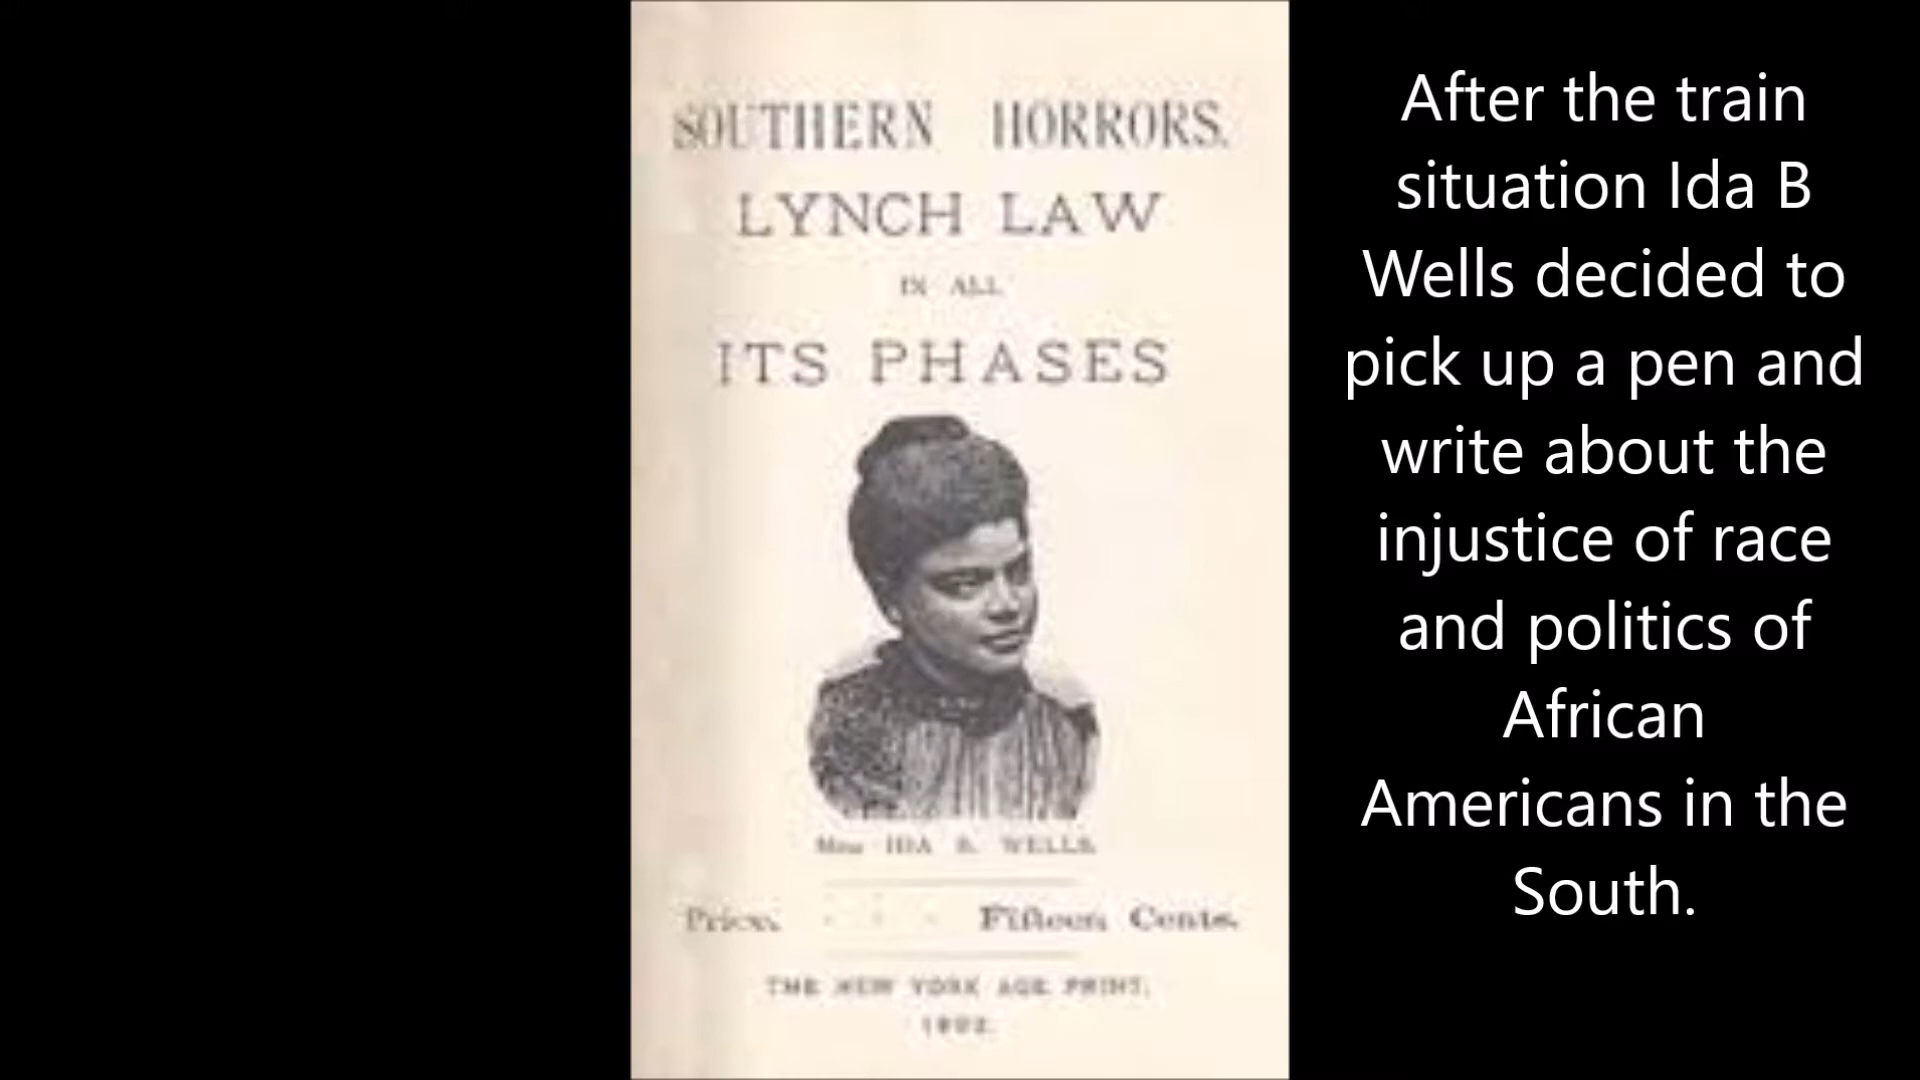 SOUTHERN HORRORS.
LYNCH LAW
IN ALL
ITS PHASES
Miss IDA B. WELLS.
Price, - - - Fifteen Cents.
THE NEW YORK AGE PRINT,
1892.
After the train
situation Ida B
Wells decided to
pick up a pen and
write about the
injustice of race
and politics of
African
Americans in the
South.